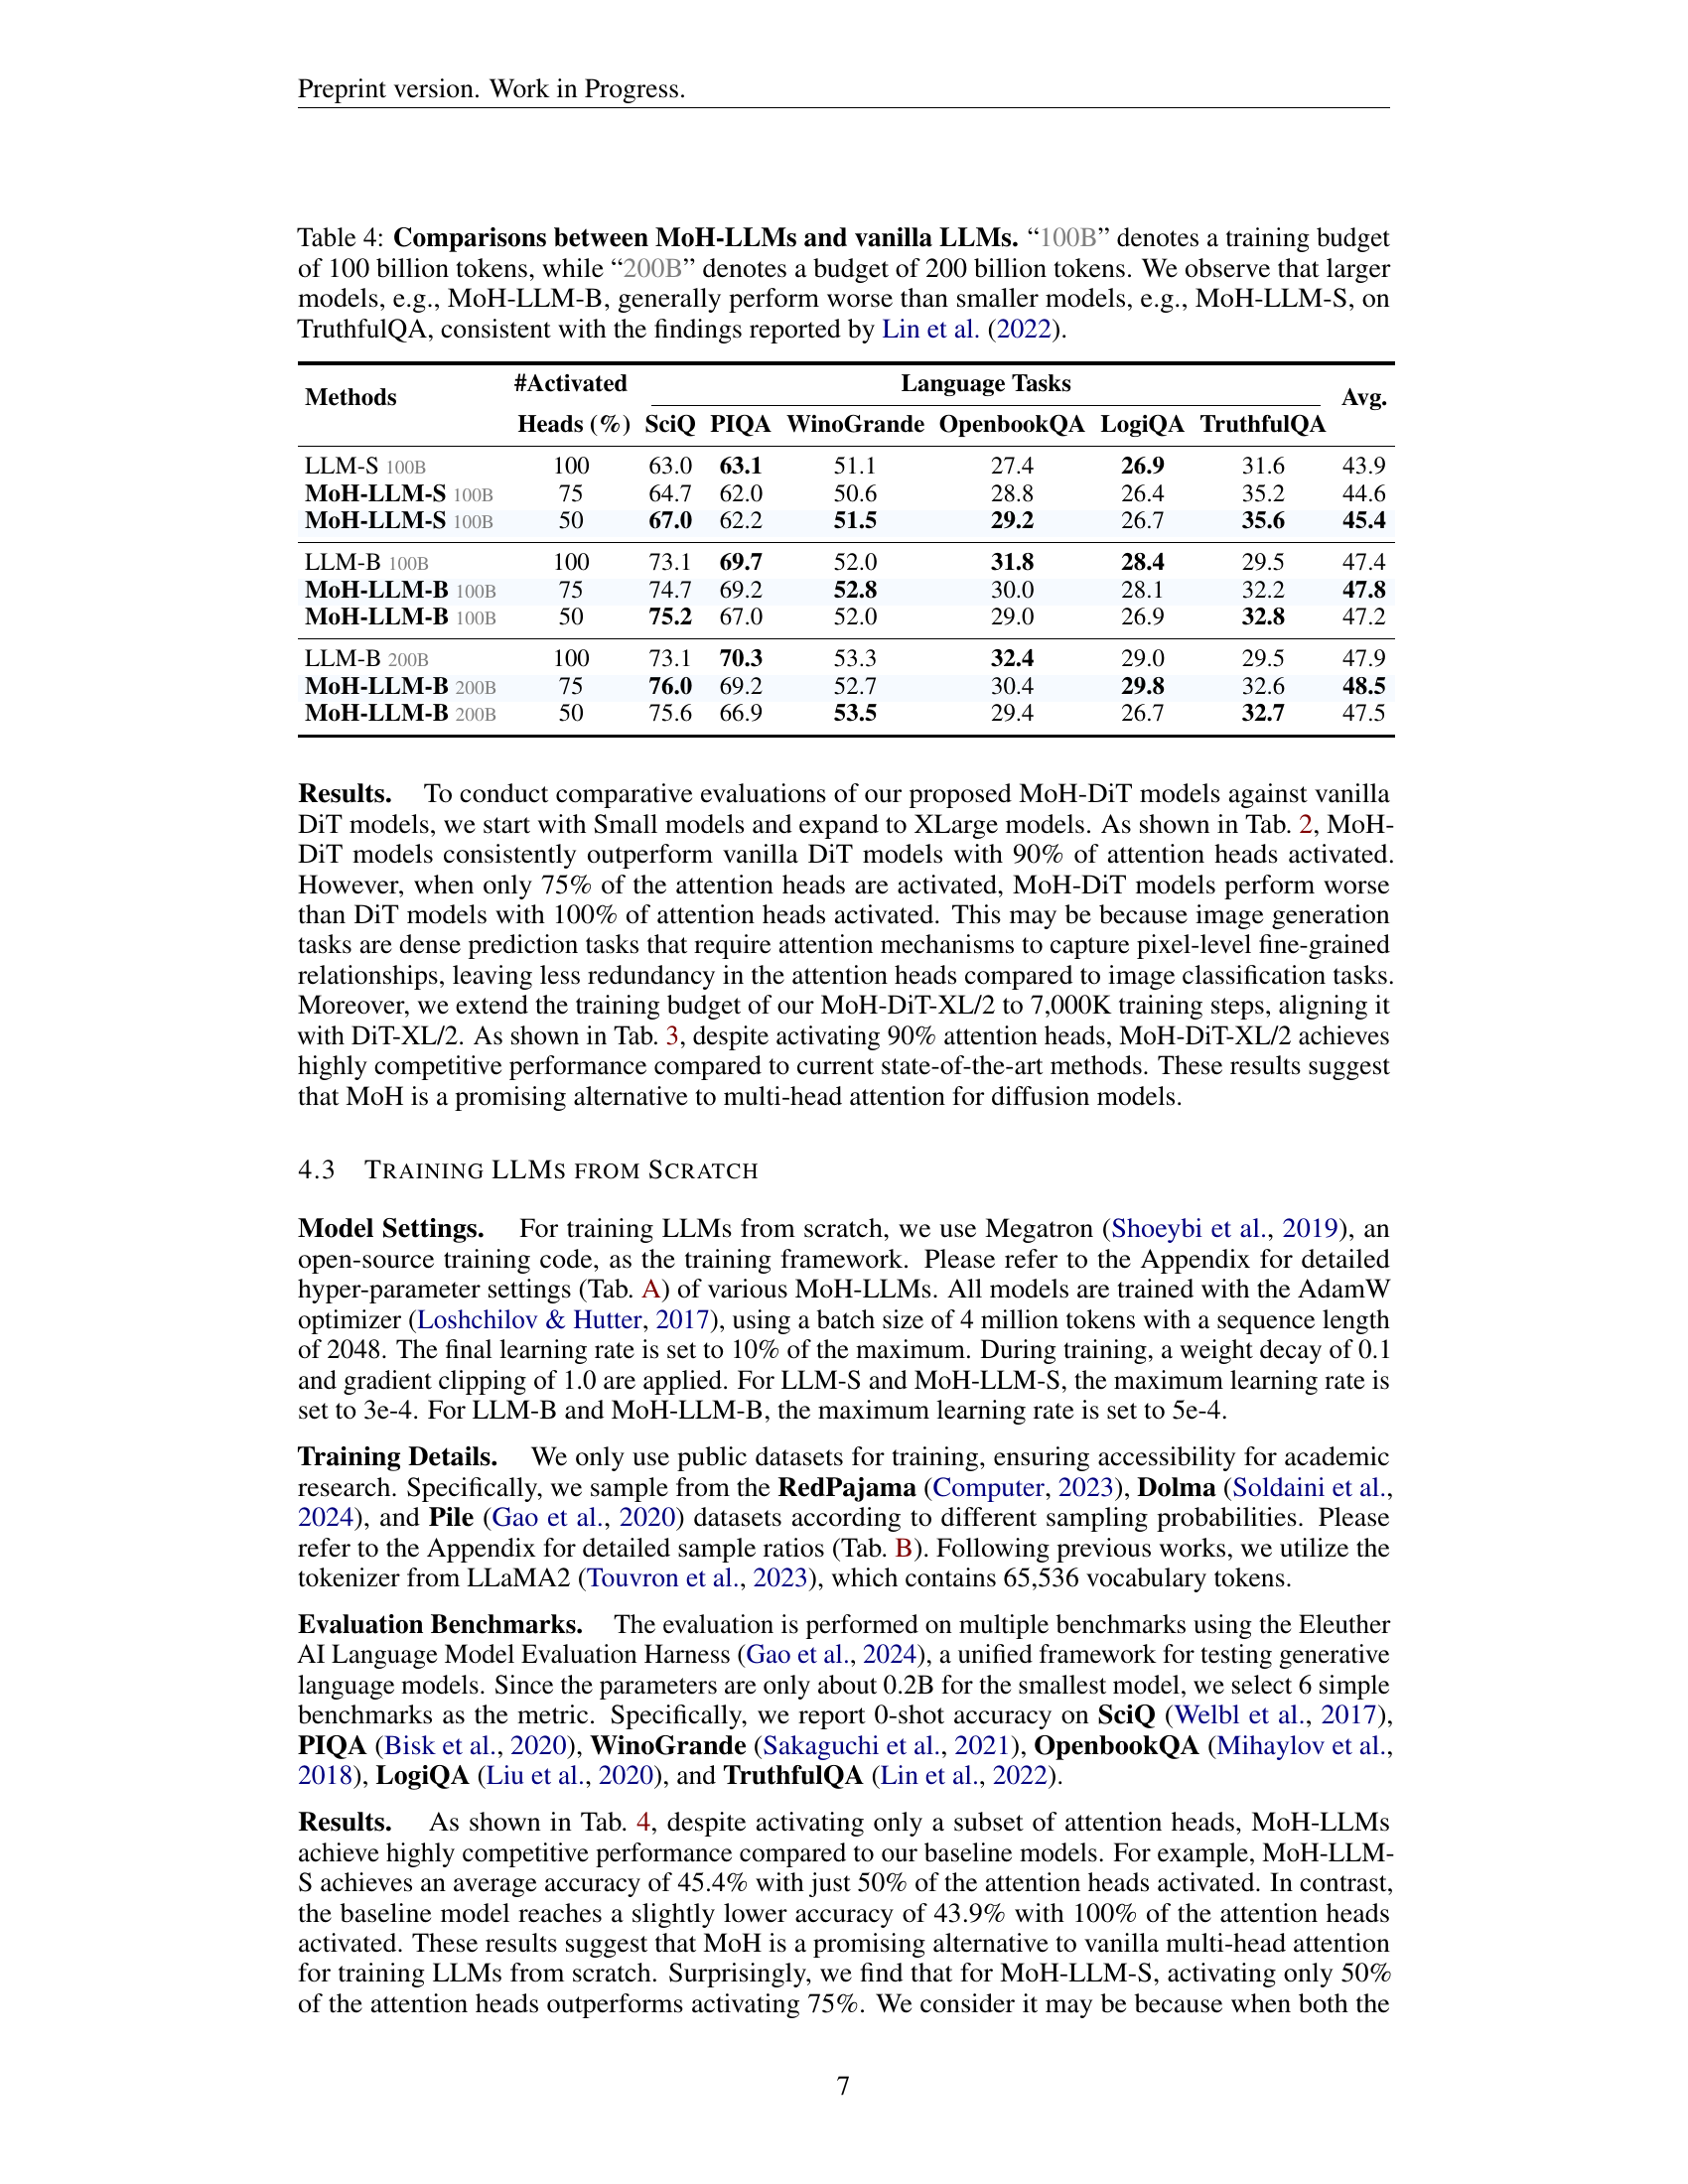 Preprint version. Work in Progress.
Table 4: Comparisons between MoH-LLMs and vanilla LLMs. “100B” denotes a training budget
of 100 billion tokens, while “200B” denotes a budget of 200 billion tokens. We observe that larger
models, e.g., MoH-LLM-B, generally perform worse than smaller models, e.g., MoH-LLM-S, on
TruthfulQA, consistent with the findings reported by Lin et al. (2022).
Methods #Activated Heads (%) Language Tasks Avg.
SciQ PIQA WinoGrande OpenbookQA LogiQA TruthfulQA
LLM-S 100B 100 63.0 63.1 51.1 27.4 26.9 31.6 43.9
MoH-LLM-S 100B 75 64.7 62.0 50.6 28.8 26.4 35.2 44.6
MoH-LLM-S 100B 50 67.0 62.2 51.5 29.2 26.7 35.6 45.4
LLM-B 100B 100 73.1 69.7 52.0 31.8 28.4 29.5 47.4
MoH-LLM-B 100B 75 74.7 69.2 52.8 30.0 28.1 32.2 47.8
MoH-LLM-B 100B 50 75.2 67.0 52.0 29.0 26.9 32.8 47.2
LLM-B 200B 100 73.1 70.3 53.3 32.4 29.0 29.5 47.9
MoH-LLM-B 200B 75 76.0 69.2 52.7 30.4 29.8 32.6 48.5
MoH-LLM-B 200B 50 75.6 66.9 53.5 29.4 26.7 32.7 47.5
Results. To conduct comparative evaluations of our proposed MoH-DiT models against vanilla
DiT models, we start with Small models and expand to XLarge models. As shown in Tab. 2, MoH-
DiT models consistently outperform vanilla DiT models with 90% of attention heads activated.
However, when only 75% of the attention heads are activated, MoH-DiT models perform worse
than DiT models with 100% of attention heads activated. This may be because image generation
tasks are dense prediction tasks that require attention mechanisms to capture pixel-level fine-grained
relationships, leaving less redundancy in the attention heads compared to image classification tasks.
Moreover, we extend the training budget of our MoH-DiT-XL/2 to 7,000K training steps, aligning it
with DiT-XL/2. As shown in Tab. 3, despite activating 90% attention heads, MoH-DiT-XL/2 achieves
highly competitive performance compared to current state-of-the-art methods. These results suggest
that MoH is a promising alternative to multi-head attention for diffusion models.
4.3 TRAINING LLMS FROM SCRATCH
Model Settings. For training LLMs from scratch, we use Megatron (Shoeybi et al., 2019), an
open-source training code, as the training framework. Please refer to the Appendix for detailed
hyper-parameter settings (Tab. A) of various MoH-LLMs. All models are trained with the AdamW
optimizer (Loshchilov & Hutter, 2017), using a batch size of 4 million tokens with a sequence length
of 2048. The final learning rate is set to 10% of the maximum. During training, a weight decay of 0.1
and gradient clipping of 1.0 are applied. For LLM-S and MoH-LLM-S, the maximum learning rate is
set to 3e-4. For LLM-B and MoH-LLM-B, the maximum learning rate is set to 5e-4.
Training Details. We only use public datasets for training, ensuring accessibility for academic
research. Specifically, we sample from the RedPajama (Computer, 2023), Dolma (Soldaini et al.,
2024), and Pile (Gao et al., 2020) datasets according to different sampling probabilities. Please
refer to the Appendix for detailed sample ratios (Tab. B). Following previous works, we utilize the
tokenizer from LLaMA2 (Touvron et al., 2023), which contains 65,536 vocabulary tokens.
Evaluation Benchmarks. The evaluation is performed on multiple benchmarks using the Eleuther
AI Language Model Evaluation Harness (Gao et al., 2024), a unified framework for testing generative
language models. Since the parameters are only about 0.2B for the smallest model, we select 6 simple
benchmarks as the metric. Specifically, we report 0-shot accuracy on SciQ (Welbl et al., 2017),
PIQA (Bisk et al., 2020), WinoGrande (Sakaguchi et al., 2021), OpenbookQA (Mihaylov et al.,
2018), LogiQA (Liu et al., 2020), and TruthfulQA (Lin et al., 2022).
Results. As shown in Tab. 4, despite activating only a subset of attention heads, MoH-LLMs
achieve highly competitive performance compared to our baseline models. For example, MoH-LLM-
S achieves an average accuracy of 45.4% with just 50% of the attention heads activated. In contrast,
the baseline model reaches a slightly lower accuracy of 43.9% with 100% of the attention heads
activated. These results suggest that MoH is a promising alternative to vanilla multi-head attention
for training LLMs from scratch. Surprisingly, we find that for MoH-LLM-S, activating only 50%
of the attention heads outperforms activating 75%. We consider it may be because when both the
7